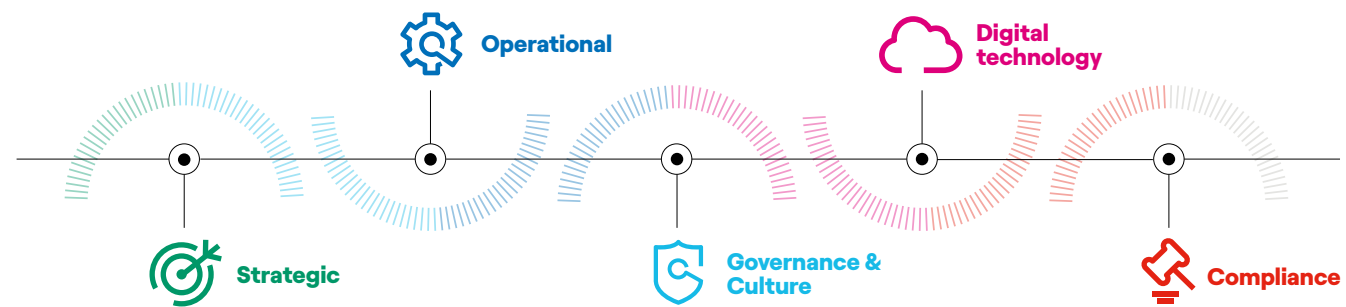 Operational
Digital
technology
Strategic
Governance &
Culture
Compliance